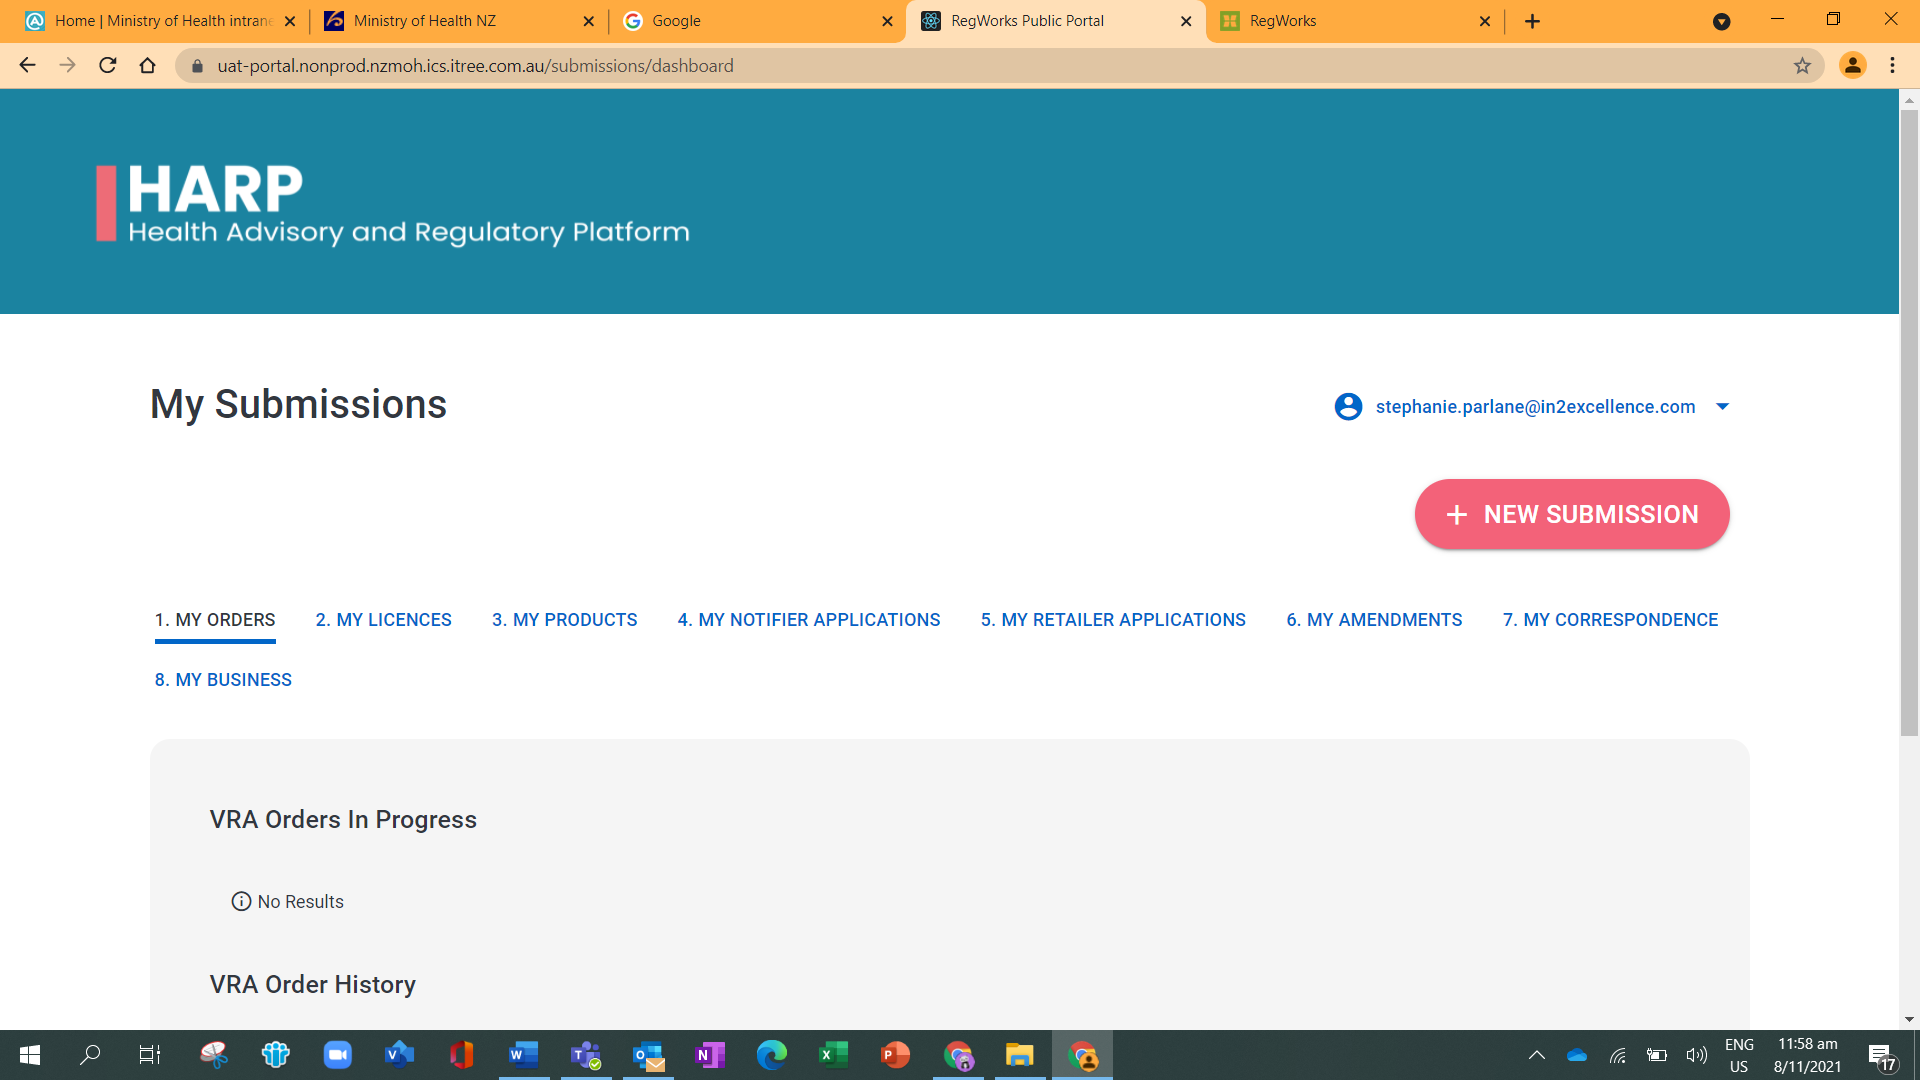 Home | Ministry of Health intrane
Ministry of Health NZ
Google
RegWorks Public Portal
RegWorks
uat-portal.nonprod.nzmoh.ics.itree.com.au/submissions/dashboard
HARP
Health Advisory and Regulatory Platform
My Submissions
stephanie.parlane@in2excellence.com
+ NEW SUBMISSION
1. MY ORDERS
2. MY LICENCES
3. MY PRODUCTS
4. MY NOTIFIER APPLICATIONS
5. MY RETAILER APPLICATIONS
6. MY AMENDMENTS
7. MY CORRESPONDENCE
8. MY BUSINESS
VRA Orders In Progress
No Results
VRA Order History
ENG
US
11:58 am
8/11/2021
17